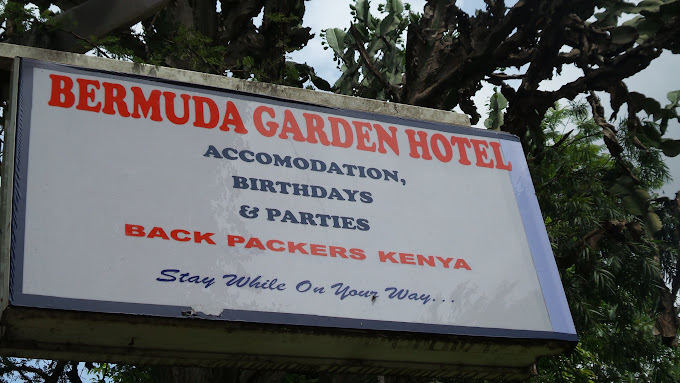 BERMUDA GARDEN HOTEL
ACCOMODATION,
BIRTHDAYS
& PARTIES
BACK PACKERS KENYA
Stay While On Your Way...